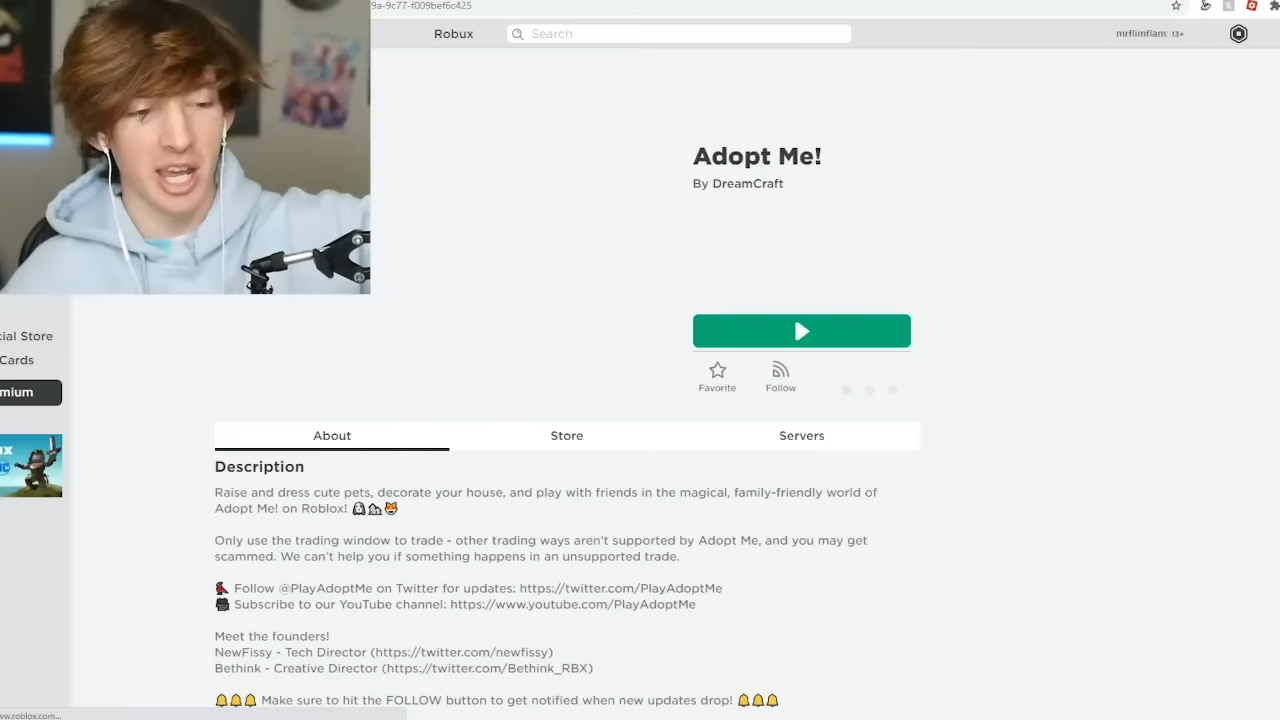 9a-9c77-f009bef6c425
Robux
Search
mrflimflam: 13+
Adopt Me!
By DreamCraft
Favorite
Follow
cial Store
Cards
mium
About
Store
Servers
Description
Raise and dress cute pets, decorate your house, and play with friends in the magical, family-friendly world of
Adopt Me! on Roblox! 🐶🏠🦊
Only use the trading window to trade - other trading ways aren't supported by Adopt Me, and you may get
scammed. We can't help you if something happens in an unsupported trade.
Follow @PlayAdoptMe on Twitter for updates: https://twitter.com/PlayAdoptMe
Subscribe to our YouTube channel: https://www.youtube.com/PlayAdoptMe
Meet the founders!
NewFissy - Tech Director (https://twitter.com/newfissy)
Bethink - Creative Director (https://twitter.com/Bethink_RBX)
🔔🔔🔔 Make sure to hit the FOLLOW button to get notified when new updates drop! 🔔🔔🔔
ww.roblox.com...